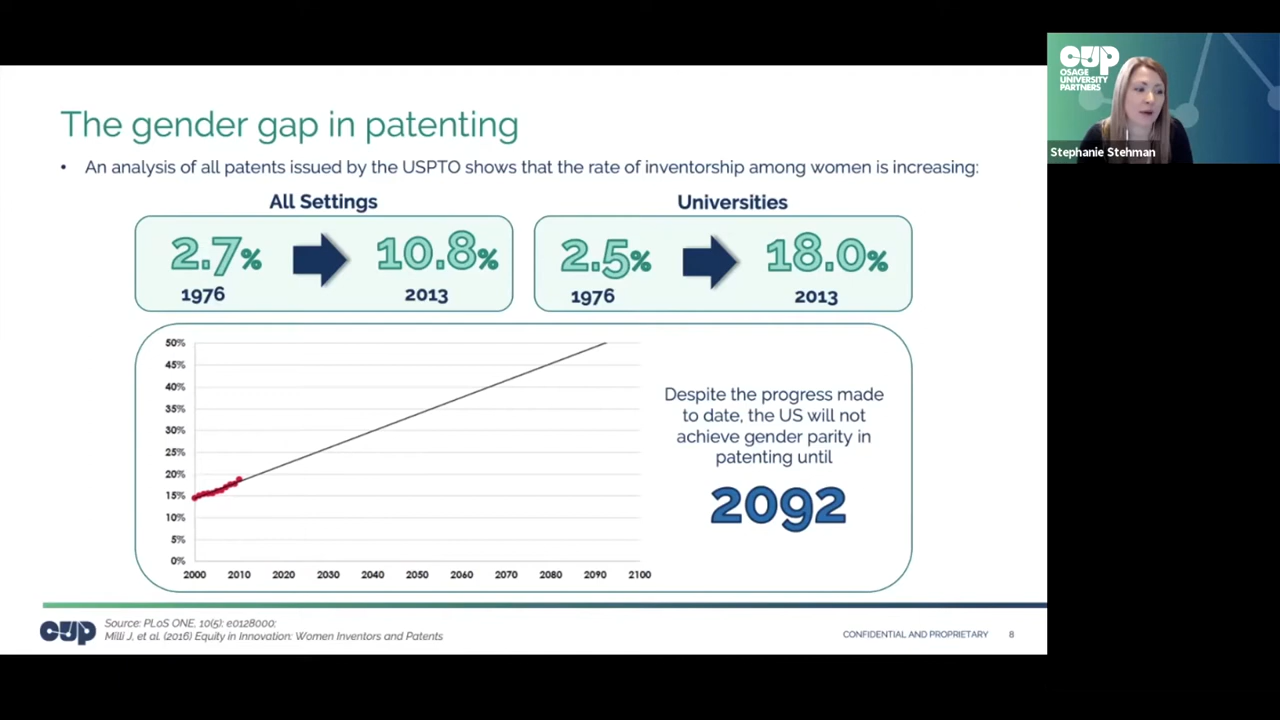 The gender gap in patenting
• An analysis of all patents issued by the USPTO shows that the rate of inventorship among women is increasing:
All Settings
2.7%
10.8%
1976
2013
Universities
2.5%
18.0%
1976
2013
50%
45%
40%
35%
30%
25%
20%
15%
10%
5%
0%
2000 2010 2020 2030 2040 2050 2060 2070 2080 2090 2100
Despite the progress made
to date, the US will not
achieve gender parity in
patenting until
2092
OUP
Source: PLoS ONE, 10(5): e0128000;
Milli J, et al. (2016) Equity in Innovation: Women Inventors and Patents
CONFIDENTIAL AND PROPRIETARY 8
OUP
OSAGE
UNIVERSITY
PARTNERS
Stephanie Stehman